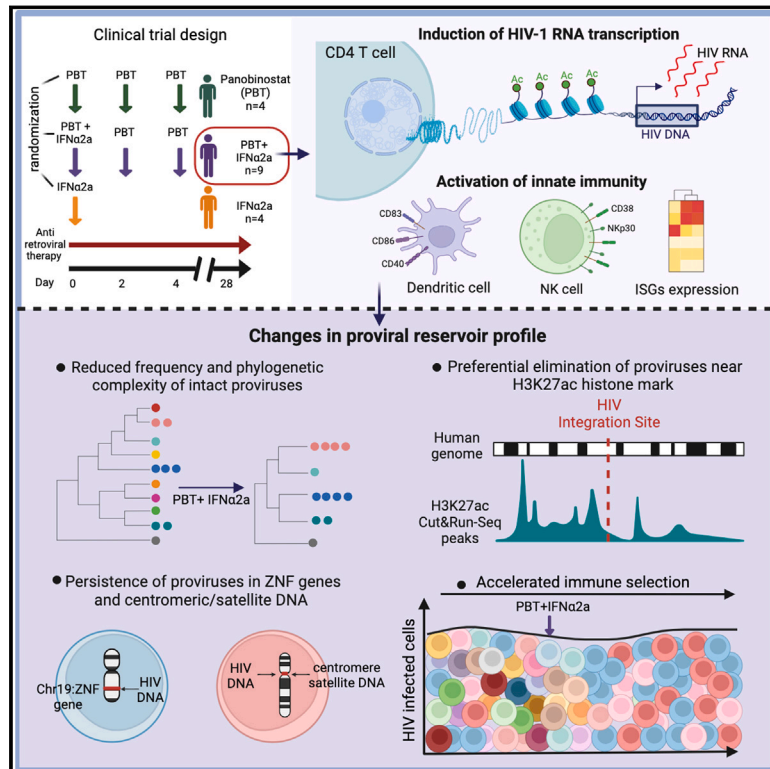 Clinical trial design
randomization
PBT PBT PBT
Panobinostat
(PBT)
n=4
PBT +
IFNα2a
PBT PBT
PBT+
IFNα2a
n=9
IFNα2a
IFNα2a
n=4
Anti
retroviral
therapy
Day 0 2 4 28
Induction of HIV-1 RNA transcription
CD4 T cell
Ac Ac Ac Ac
HIV RNA
HIV DNA
Activation of innate immunity
CD83
CD86
CD40
Dendritic cell
CD38
NKp30
NK cell
ISGs expression
Changes in proviral reservoir profile
● Reduced frequency and phylogenetic
complexity of intact proviruses
PBT+ IFNα2a
● Preferential elimination of proviruses near
H3K27ac histone mark
HIV
Integration Site
Human
genome
H3K27ac
Cut&Run-Seq
peaks
● Persistence of proviruses in ZNF genes
and centromeric/satellite DNA
Chr19:ZNF
gene
HIV
DNA
HIV
DNA
centromere
satellite DNA
● Accelerated immune selection
PBT+IFNα2a
HIV infected cells
Time